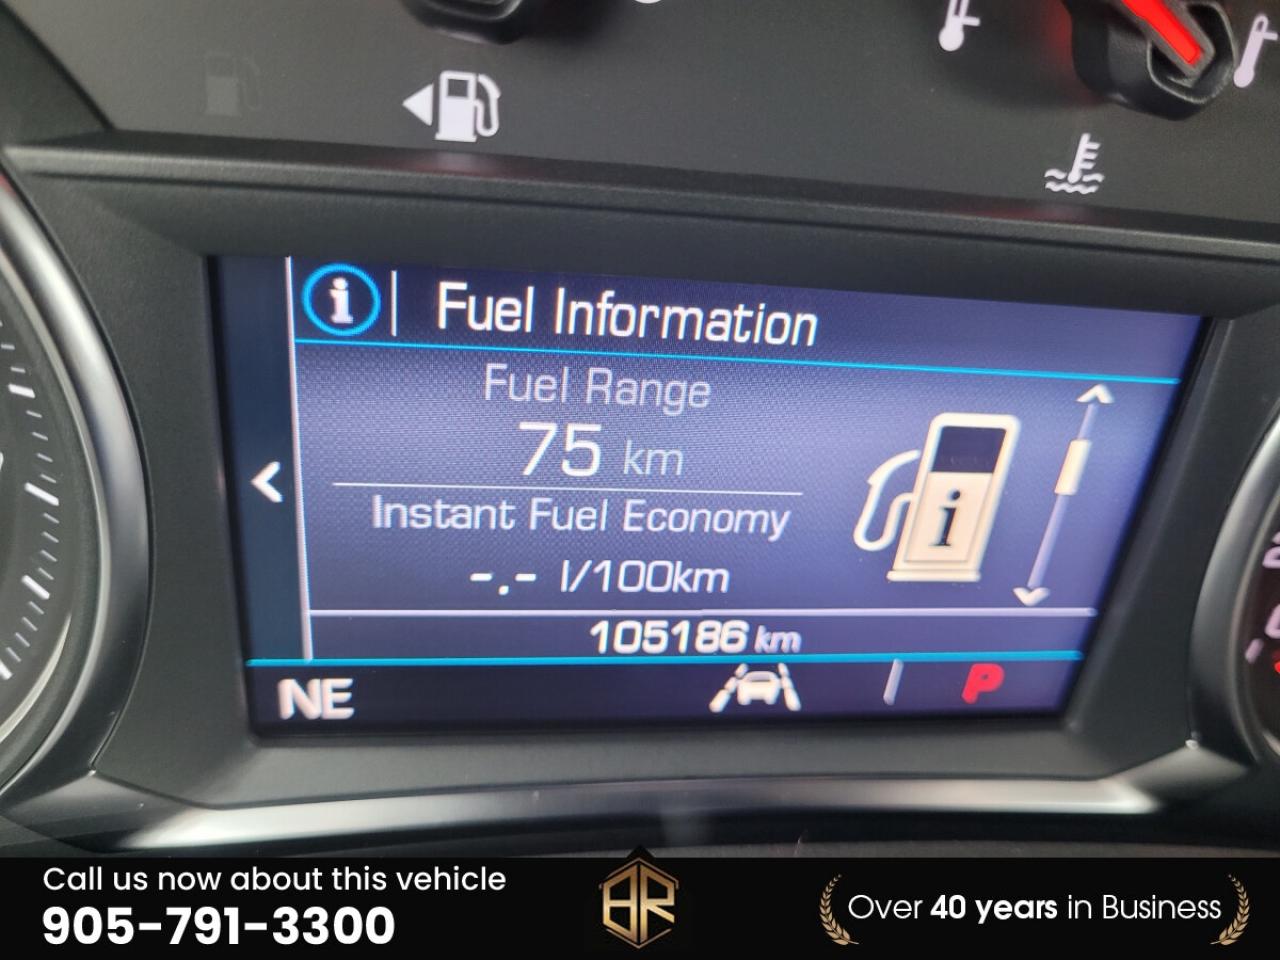 i Fuel Information
Fuel Range
75 km
Instant Fuel Economy
-.- l/100km
105186 km
NE P
i
Call us now about this vehicle
905-791-3300
BR
Over 40 years in Business